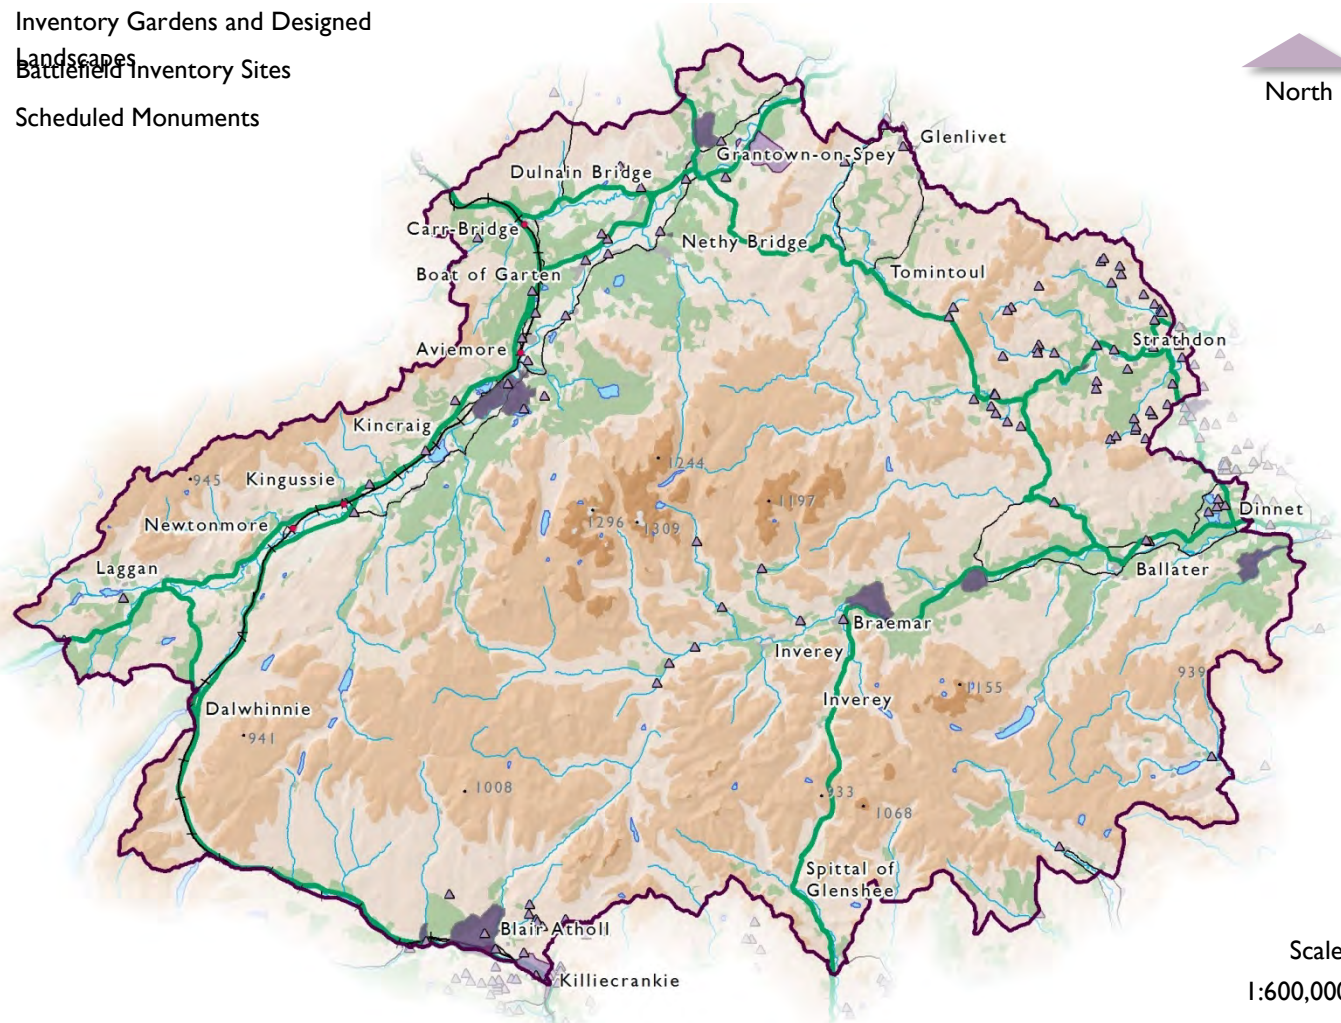 Inventory Gardens and Designed
Landscapes
Battlefield Inventory Sites
Scheduled Monuments
North
Glenlivet
Grantown-on-Spey
Dulnain Bridge
Carr-Bridge
Nethy Bridge
Boat of Garten
Tomintoul
Strathdon
Aviemore
Kincraig
1244
945
Kingussie
1197
Dinnet
Newtonmore
1296
1309
Laggan
Ballater
Braemar
Inverey
939
1155
Inverey
Dalwhinnie
941
1008
933
1068
Spittal of
Glenshee
Blair Atholl
Killiecrankie
Scale
1:600,000